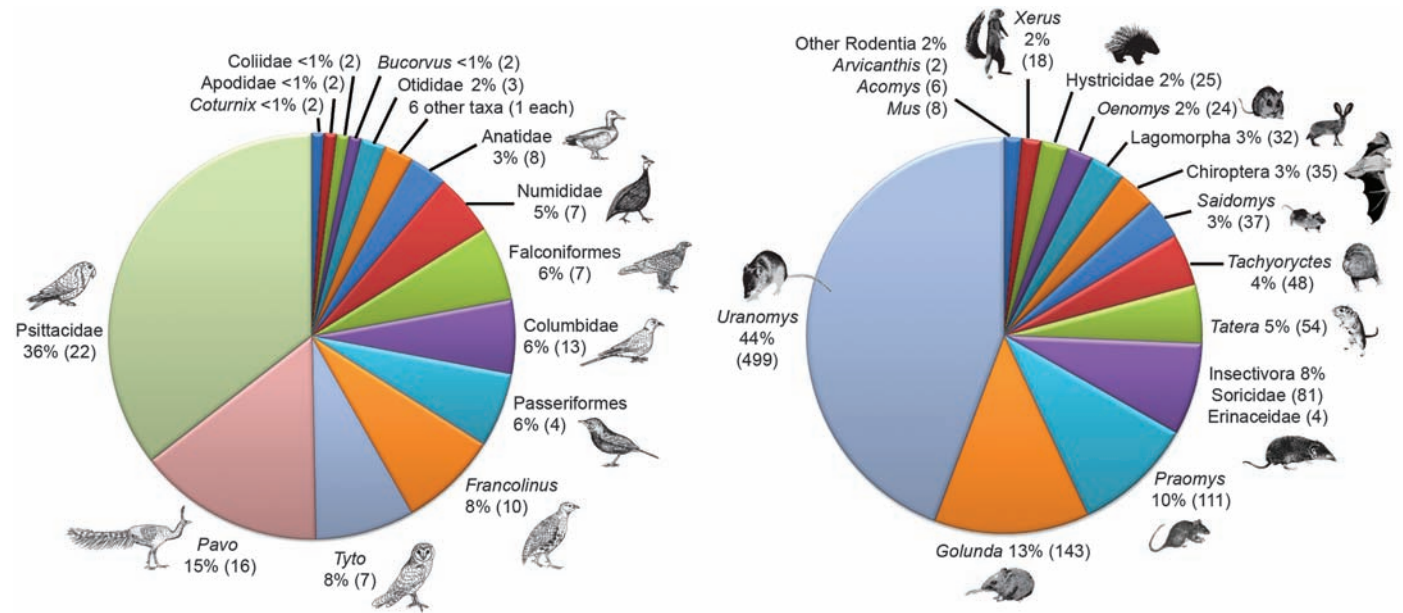 Coliidae <1% (2)
Apodidae <1% (2)
Coturnix <1% (2)
Bucorvus <1% (2)
Otididae 2% (3)
6 other taxa (1 each)
Anatidae
3% (8)
Numididae
5% (7)
Falconiformes
6% (7)
Columbidae
6% (13)
Passeriformes
6% (4)
Francolinus
8% (10)
Tyto
8% (7)
Pavo
15% (16)
Psittacidae
36% (22)
Other Rodentia 2%
Arvicanthis (2)
Acomys (6)
Mus (8)
Xerus
2%
(18)
Hystricidae 2% (25)
Oenomys 2% (24)
Lagomorpha 3% (32)
Chiroptera 3% (35)
Saidomys
3% (37)
Tachyoryctes
4% (48)
Tatera 5% (54)
Insectivora 8%
Soricidae (81)
Erinaceidae (4)
Praomys
10% (111)
Golunda 13% (143)
Uranomys
44%
(499)